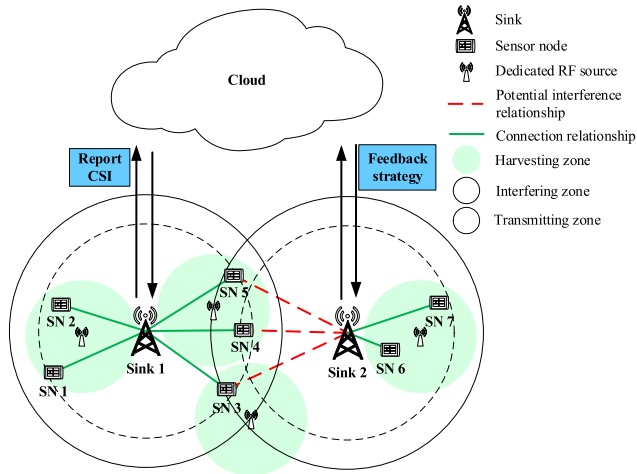 Sink
Sensor node
Dedicated RF source
Potential interference
relationship
Connection relationship
Harvesting zone
Interfering zone
Transmitting zone
Cloud
Report
CSI
Feedback
strategy
SN 5
SN 2
SN 7
SN 4
Sink 1
Sink 2
SN 6
SN 1
SN 3